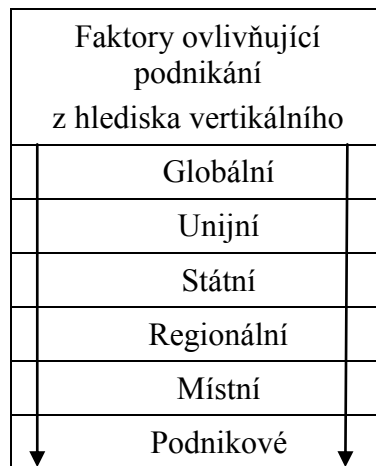 Faktory ovlivňující
podnikání
z hlediska vertikálního
Globální
Unijní
Státní
Regionální
Místní
Podnikové